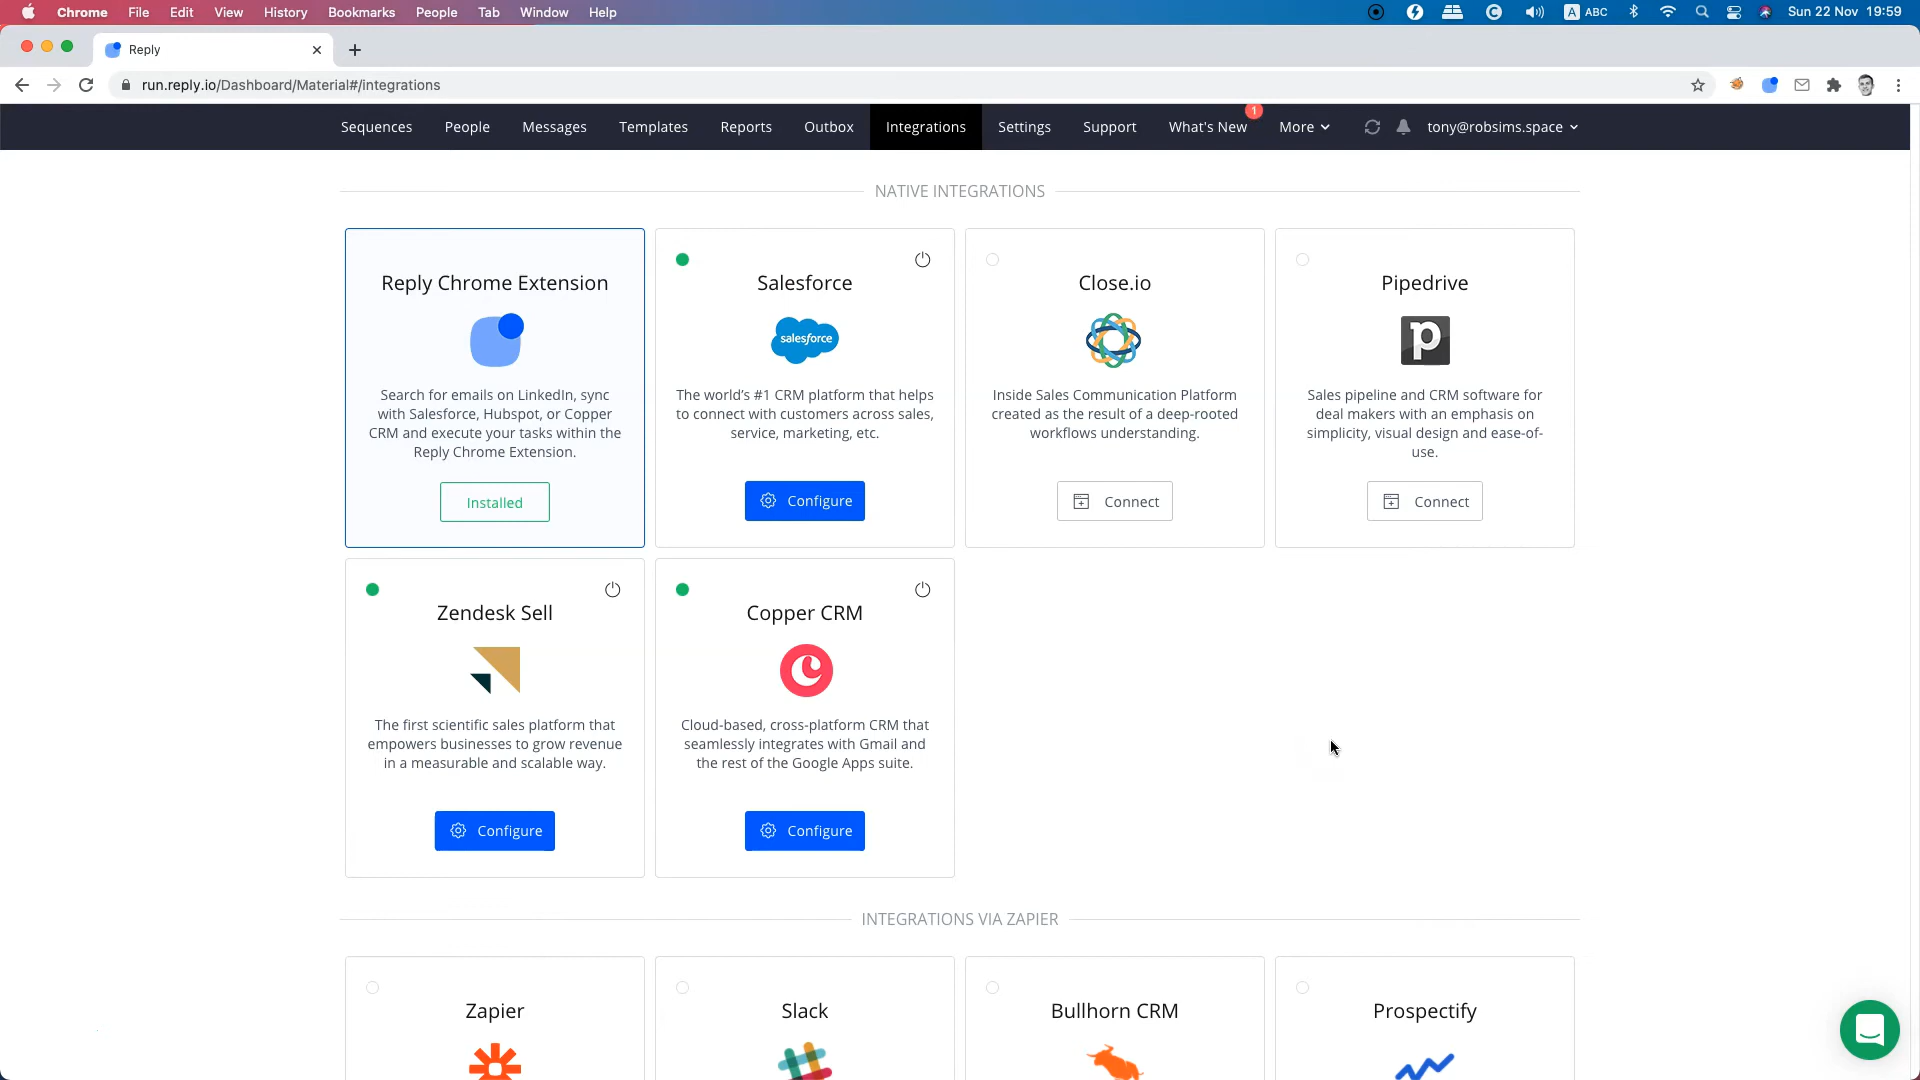 Chrome File Edit View History Bookmarks People Tab Window Help A ABC Sun 22 Nov 19:59
Reply
run.reply.io/Dashboard/Material#/integrations
Sequences People Messages Templates Reports Outbox Integrations Settings Support What's New 1 More tony@robsims.space
NATIVE INTEGRATIONS
Reply Chrome Extension
Search for emails on LinkedIn, sync
with Salesforce, Hubspot, or Copper
CRM and execute your tasks within the
Reply Chrome Extension.
Installed
Salesforce
salesforce
The world's #1 CRM platform that helps
to connect with customers across sales,
service, marketing, etc.
Configure
Close.io
Inside Sales Communication Platform
created as the result of a deep-rooted
workflows understanding.
Connect
Pipedrive
p
Sales pipeline and CRM software for
deal makers with an emphasis on
simplicity, visual design and ease-of-
use.
Connect
Zendesk Sell
The first scientific sales platform that
empowers businesses to grow revenue
in a measurable and scalable way.
Configure
Copper CRM
Cloud-based, cross-platform CRM that
seamlessly integrates with Gmail and
the rest of the Google Apps suite.
Configure
INTEGRATIONS VIA ZAPIER
Zapier
Slack
Bullhorn CRM
Prospectify